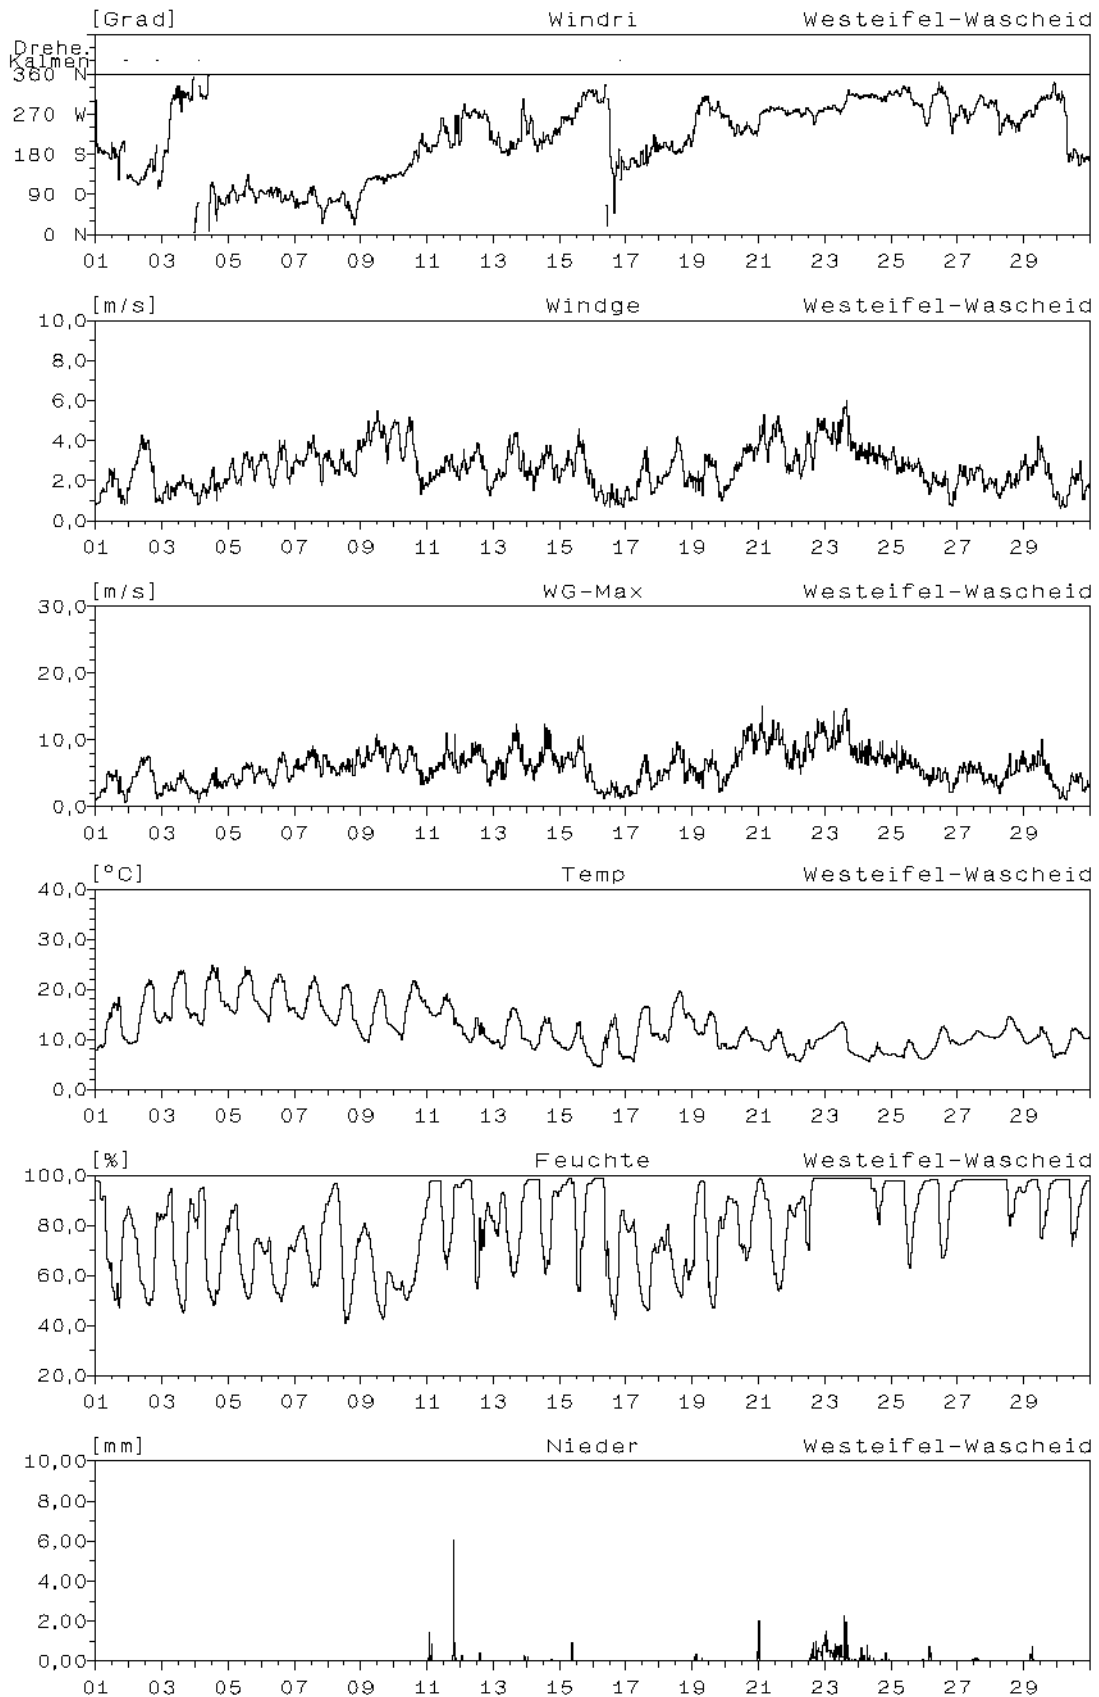 [Grad] Windri Westeifel-Wascheid
Drehe.
Kalmen
360 N
270 W
180 S
90 O
0 N
01 03 05 07 09 11 13 15 17 19 21 23 25 27 29
[m/s] Windge Westeifel-Wascheid
10,0
8,0
6,0
4,0
2,0
0,0
01 03 05 07 09 11 13 15 17 19 21 23 25 27 29
[m/s] WG-Max Westeifel-Wascheid
30,0
20,0
10,0
0,0
01 03 05 07 09 11 13 15 17 19 21 23 25 27 29
[°C] Temp Westeifel-Wascheid
40,0
30,0
20,0
10,0
0,0
01 03 05 07 09 11 13 15 17 19 21 23 25 27 29
[%] Feuchte Westeifel-Wascheid
100,0
80,0
60,0
40,0
20,0
01 03 05 07 09 11 13 15 17 19 21 23 25 27 29
[mm] Nieder Westeifel-Wascheid
10,00
8,00
6,00
4,00
2,00
0,00
01 03 05 07 09 11 13 15 17 19 21 23 25 27 29